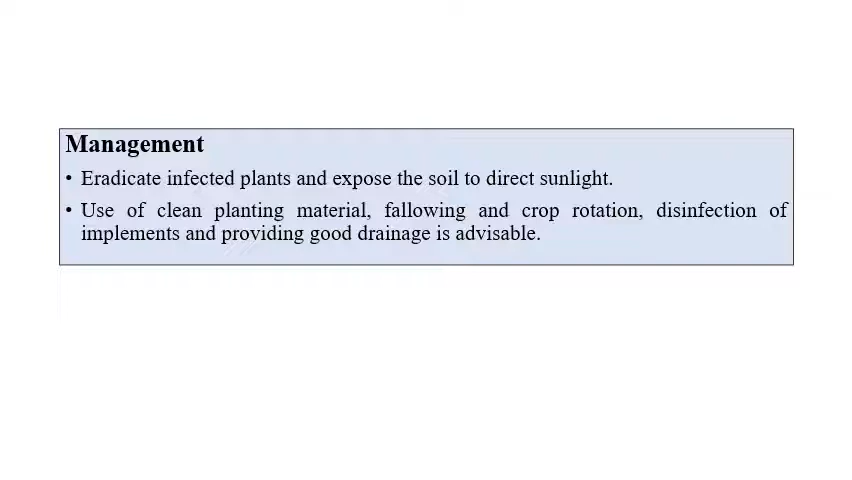 Management
• Eradicate infected plants and expose the soil to direct sunlight.
• Use of clean planting material, fallowing and crop rotation, disinfection of
implements and providing good drainage is advisable.